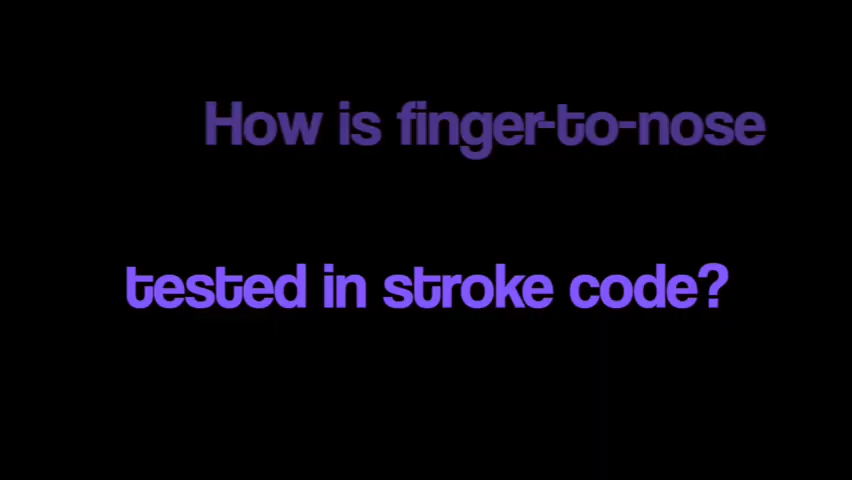 How is finger-to-nose
tested in stroke code?